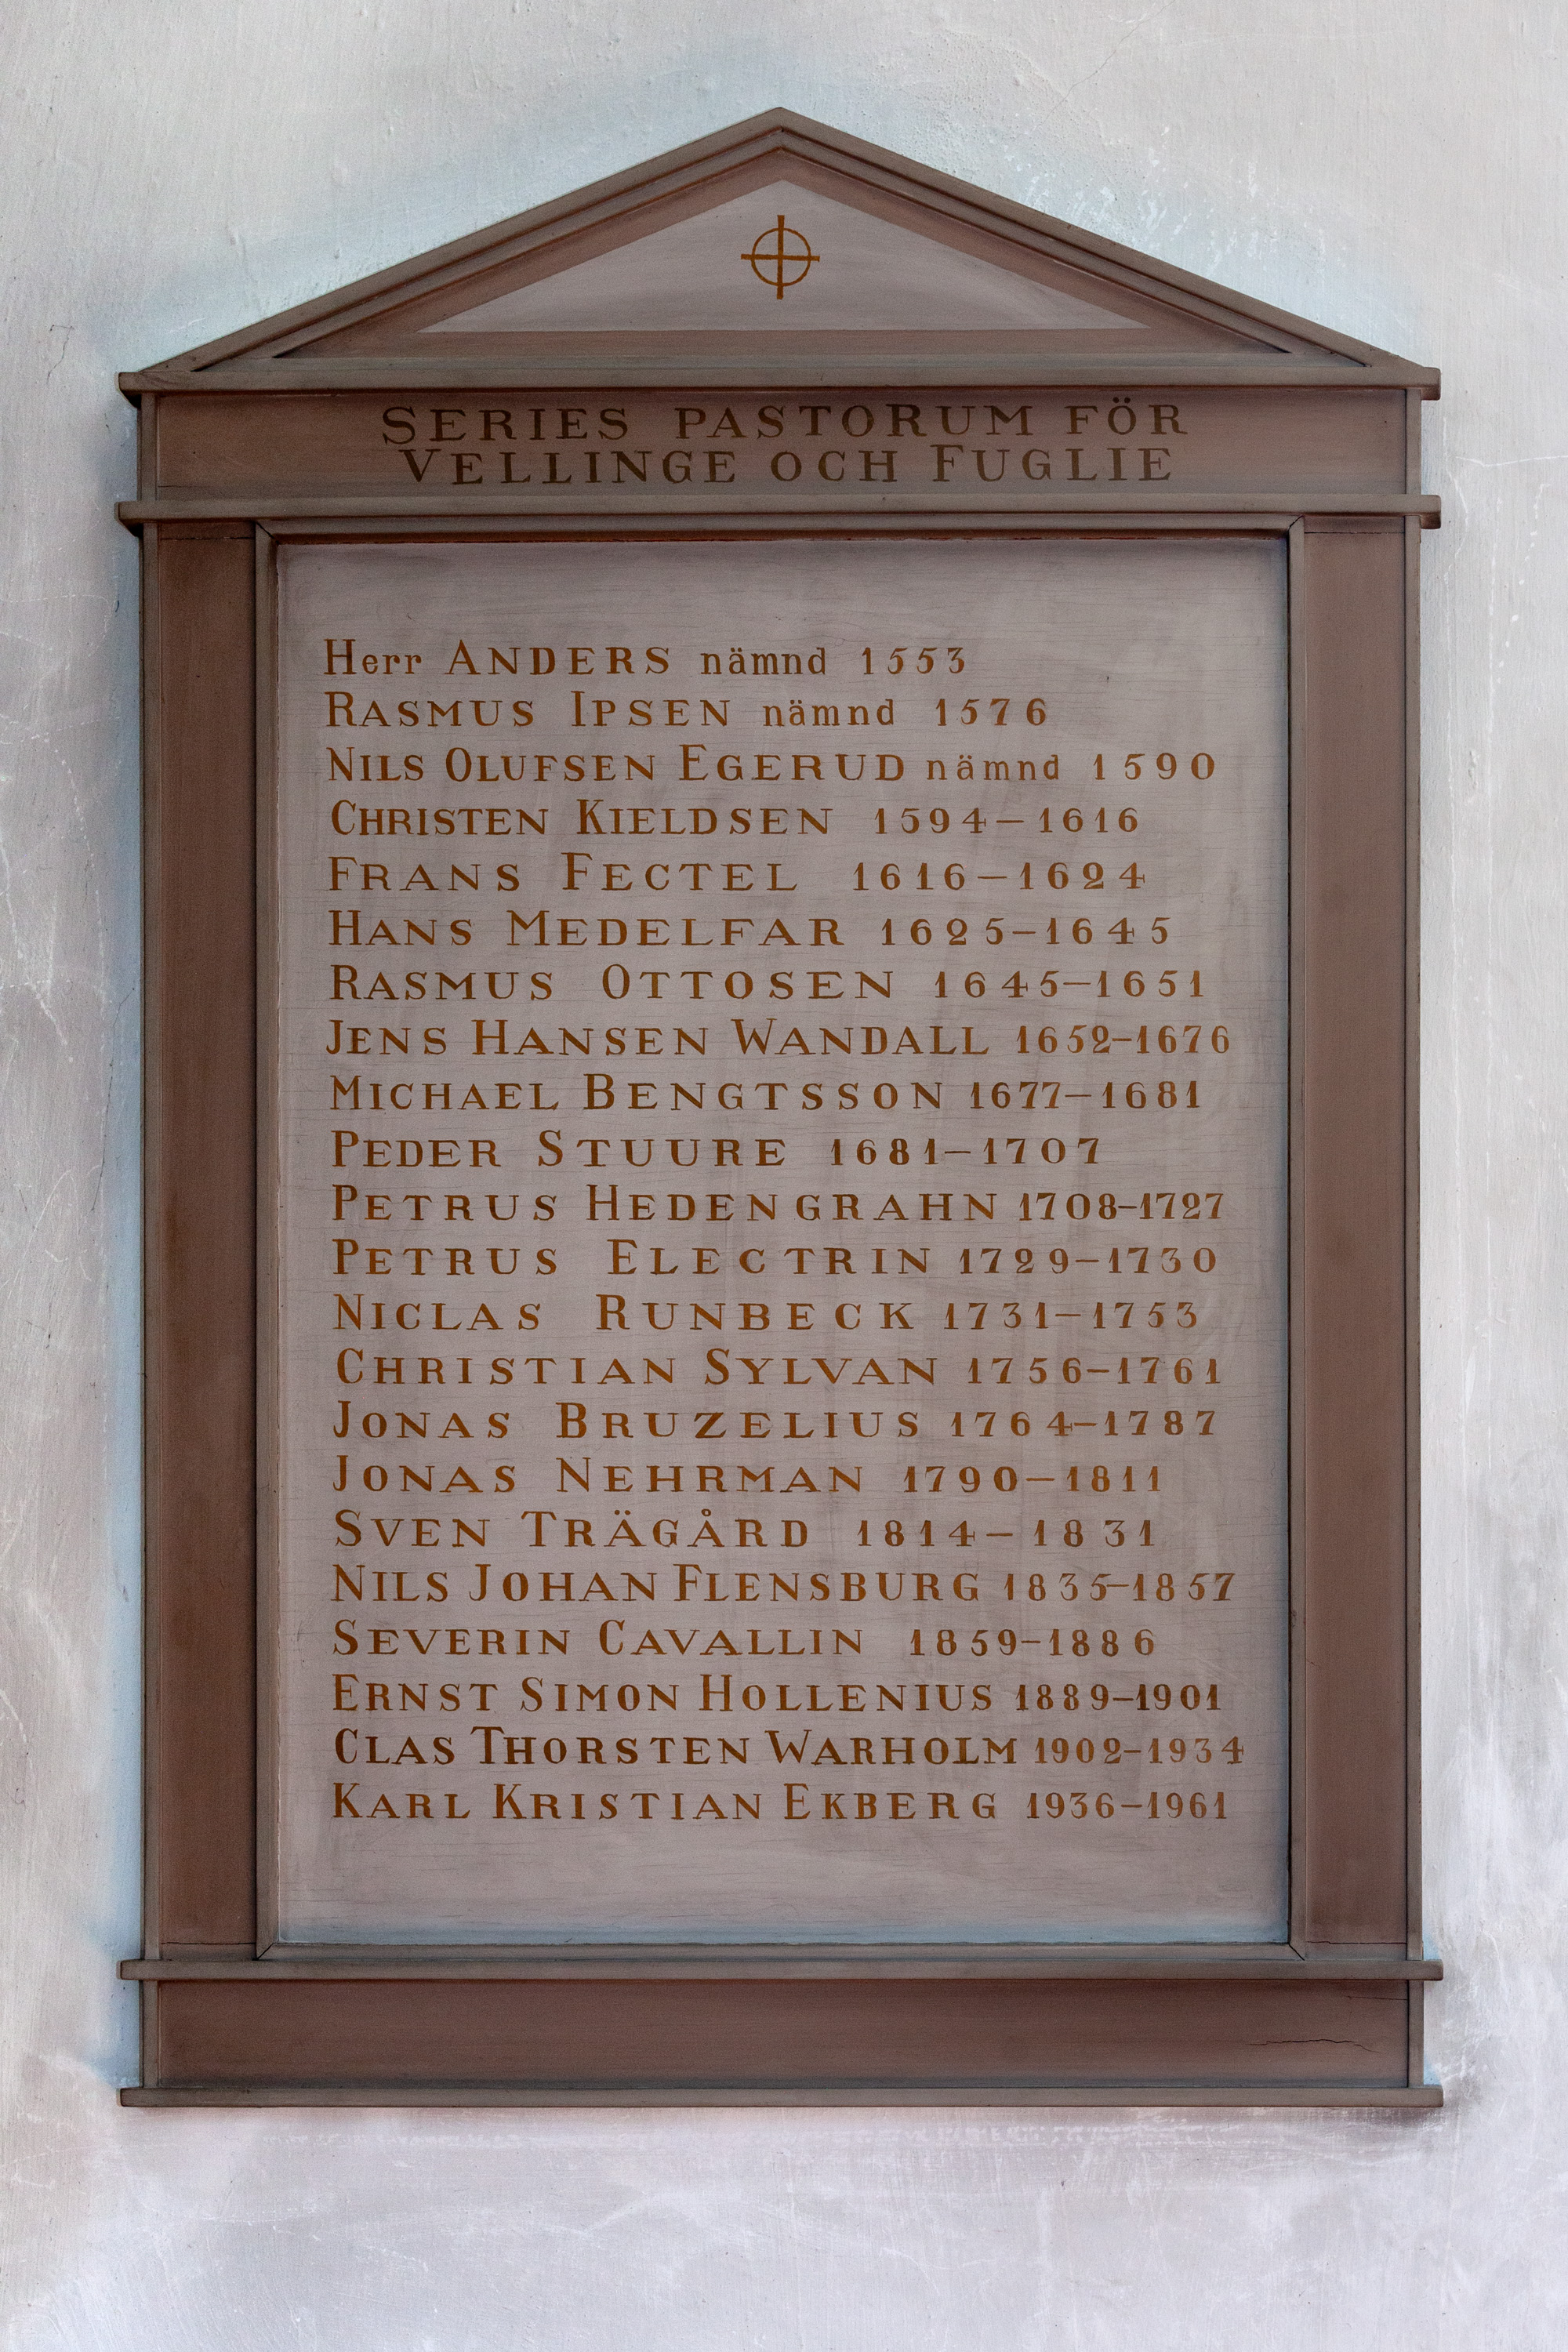 SERIES PASTORUM FÖR
VELLINGE OCH FUGLIE
Herr ANDERS nämnd 1553
RASMUS IPSEN nämnd 1576
NILS OLUFSEN EGERUD nämnd 1590
CHRISTEN KIELDSEN 1594–1616
FRANS FECTEL 1616–1624
HANS MEDELFAR 1625–1645
RASMUS OTTOSEN 1645–1651
JENS HANSEN WANDALL 1652–1676
MICHAEL BENGTSSON 1677–1681
PEDER STUURE 1681–1707
PETRUS HEDENGRAHN 1708–1727
PETRUS ELECTRIN 1729–1730
NICLAS RUNBECK 1731–1753
CHRISTIAN SYLVAN 1756–1761
JONAS BRUZELIUS 1764–1787
JONAS NEHRMAN 1790–1811
SVEN TRÄGÅRD 1814–1831
NILS JOHAN FLENSBURG 1835–1857
SEVERIN CAVALLIN 1859–1886
ERNST SIMON HOLLENIUS 1889–1901
CLAS THORSTEN WARHOLM 1902–1934
KARL KRISTIAN EKBERG 1936–1961